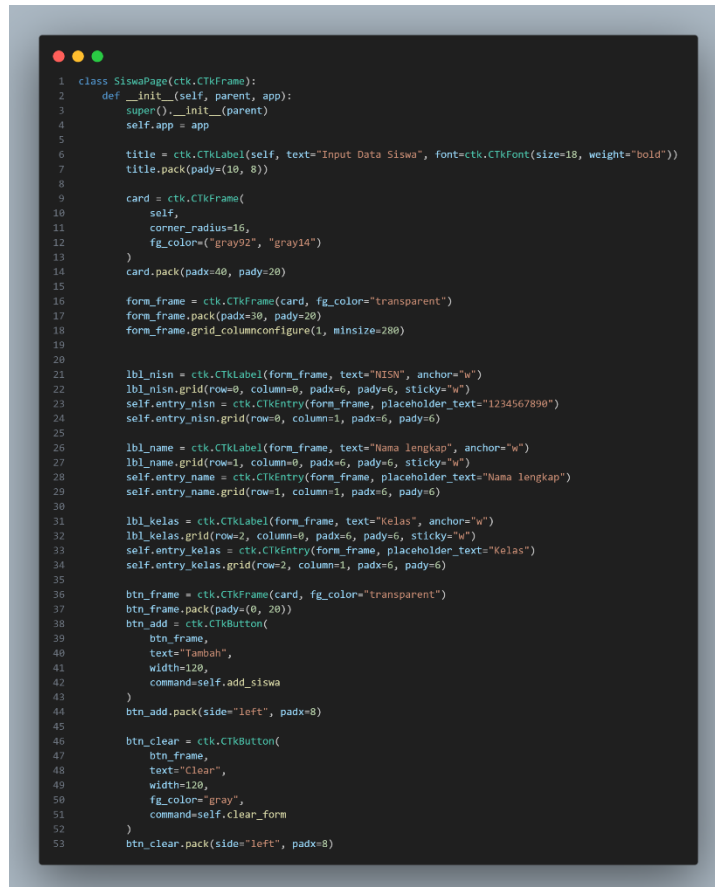 1 class SiswaPage(ctk.CTkFrame):
2     def __init__(self, parent, app):
3         super().__init__(parent)
4         self.app = app
5
6         title = ctk.CTkLabel(self, text="Input Data Siswa", font=ctk.CTkFont(size=18, weight="bold"))
7         title.pack(pady=(10, 8))
8
9         card = ctk.CTkFrame(
10             self,
11             corner_radius=16,
12             fg_color=("gray92", "gray14")
13         )
14         card.pack(padx=40, pady=20)
15
16         form_frame = ctk.CTkFrame(card, fg_color="transparent")
17         form_frame.pack(padx=30, pady=20)
18         form_frame.grid_columnconfigure(1, minsize=280)
19
20
21         lbl_nisn = ctk.CTkLabel(form_frame, text="NISN", anchor="w")
22         lbl_nisn.grid(row=0, column=0, padx=6, pady=6, sticky="w")
23         self.entry_nisn = ctk.CTkEntry(form_frame, placeholder_text="1234567890")
24         self.entry_nisn.grid(row=0, column=1, padx=6, pady=6)
25
26         lbl_name = ctk.CTkLabel(form_frame, text="Nama lengkap", anchor="w")
27         lbl_name.grid(row=1, column=0, padx=6, pady=6, sticky="w")
28         self.entry_name = ctk.CTkEntry(form_frame, placeholder_text="Nama lengkap")
29         self.entry_name.grid(row=1, column=1, padx=6, pady=6)
30
31         lbl_kelas = ctk.CTkLabel(form_frame, text="Kelas", anchor="w")
32         lbl_kelas.grid(row=2, column=0, padx=6, pady=6, sticky="w")
33         self.entry_kelas = ctk.CTkEntry(form_frame, placeholder_text="Kelas")
34         self.entry_kelas.grid(row=2, column=1, padx=6, pady=6)
35
36         btn_frame = ctk.CTkFrame(card, fg_color="transparent")
37         btn_frame.pack(pady=(0, 20))
38         btn_add = ctk.CTkButton(
39             btn_frame,
40             text="Tambah",
41             width=120,
42             command=self.add_siswa
43         )
44         btn_add.pack(side="left", padx=8)
45
46         btn_clear = ctk.CTkButton(
47             btn_frame,
48             text="Clear",
49             width=120,
50             fg_color="gray",
51             command=self.clear_form
52         )
53         btn_clear.pack(side="left", padx=8)